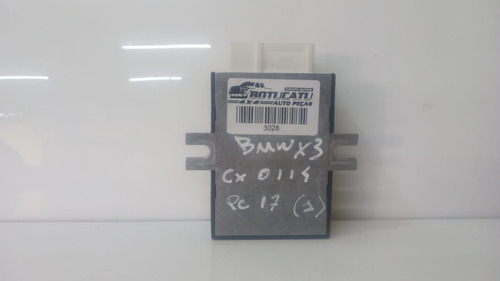 BOTUCATU
4X4 AUTO PEÇAS
3028
BMW X3
CX 0114
PC 17 (1)